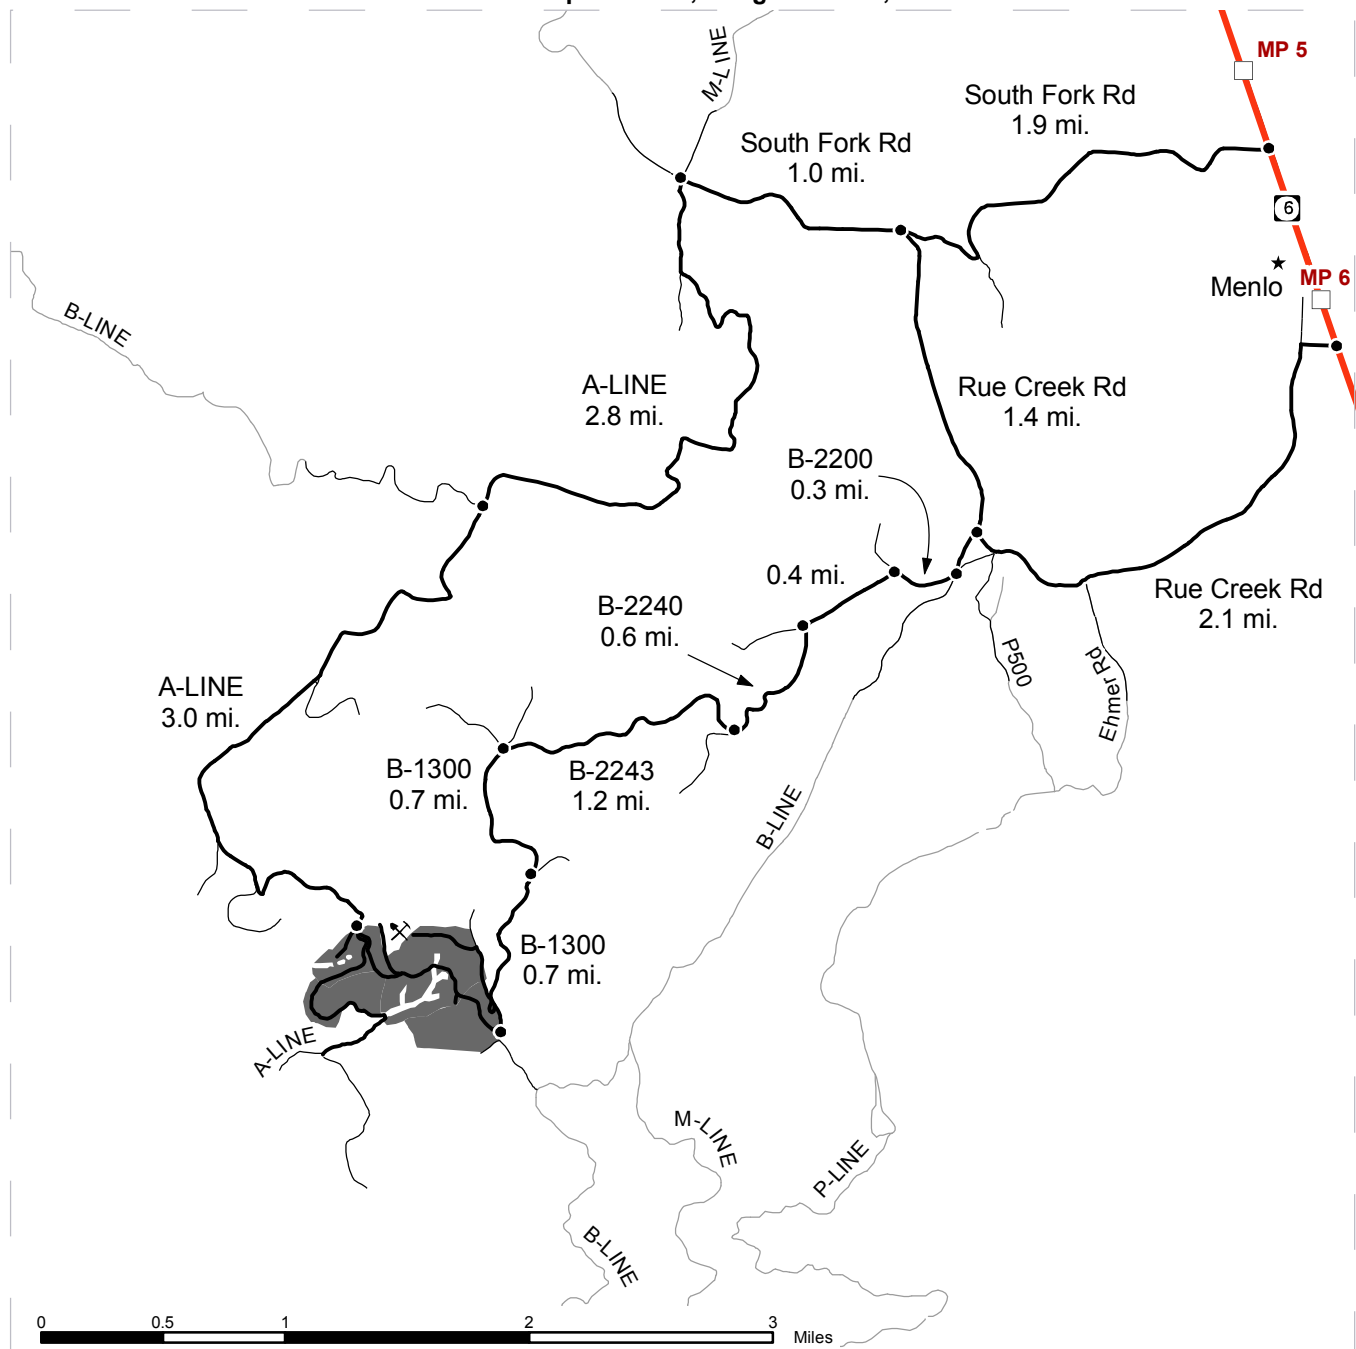 M-LINE
MP 5
South Fork Rd
1.9 mi.
South Fork Rd
1.0 mi.
6
Menlo
MP 6
B-LINE
A-LINE
2.8 mi.
Rue Creek Rd
1.4 mi.
B-2200
0.3 mi.
0.4 mi.
B-2240
0.6 mi.
Rue Creek Rd
2.1 mi.
P500
Ehmer Rd
A-LINE
3.0 mi.
B-1300
0.7 mi.
B-2243
1.2 mi.
B-LINE
B-1300
0.7 mi.
A-LINE
M-LINE
P-LINE
B-LINE
0 0.5 1 2 3 Miles